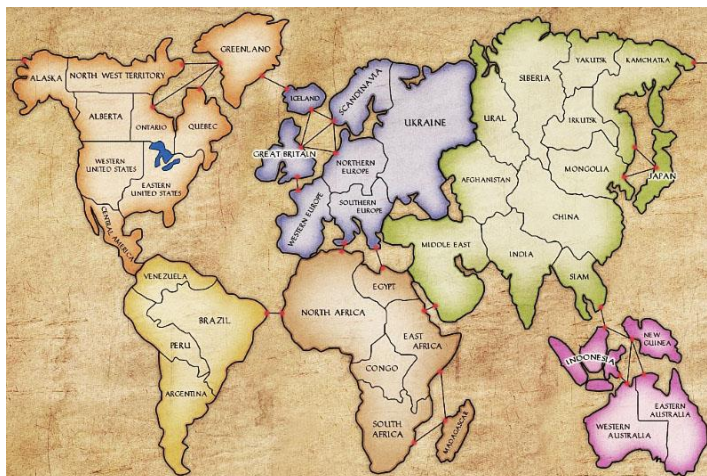 GREENLAND
ALASKA
NORTH WEST TERRITORY
ALBERTA
ONTARIO
QUEBEC
WESTERN
UNITED STATES
EASTERN
UNITED STATES
CENTRAL AMERICA
VENEZUELA
BRAZIL
PERU
ARGENTINA
ICELAND
SCANDINAVIA
GREAT BRITAIN
UKRAINE
NORTHERN
EUROPE
SOUTHERN
EUROPE
WESTERN EUROPE
NORTH AFRICA
EGYPT
EAST
AFRICA
CONGO
SOUTH
AFRICA
MADAGASCAR
SIBERIA
YAKUTSK
KAMCHATKA
URAL
IRKUTSK
MONGOLIA
JAPAN
AFGHANISTAN
CHINA
MIDDLE EAST
INDIA
SIAM
INDONESIA
NEW
GUINEA
WESTERN
AUSTRALIA
EASTERN
AUSTRALIA